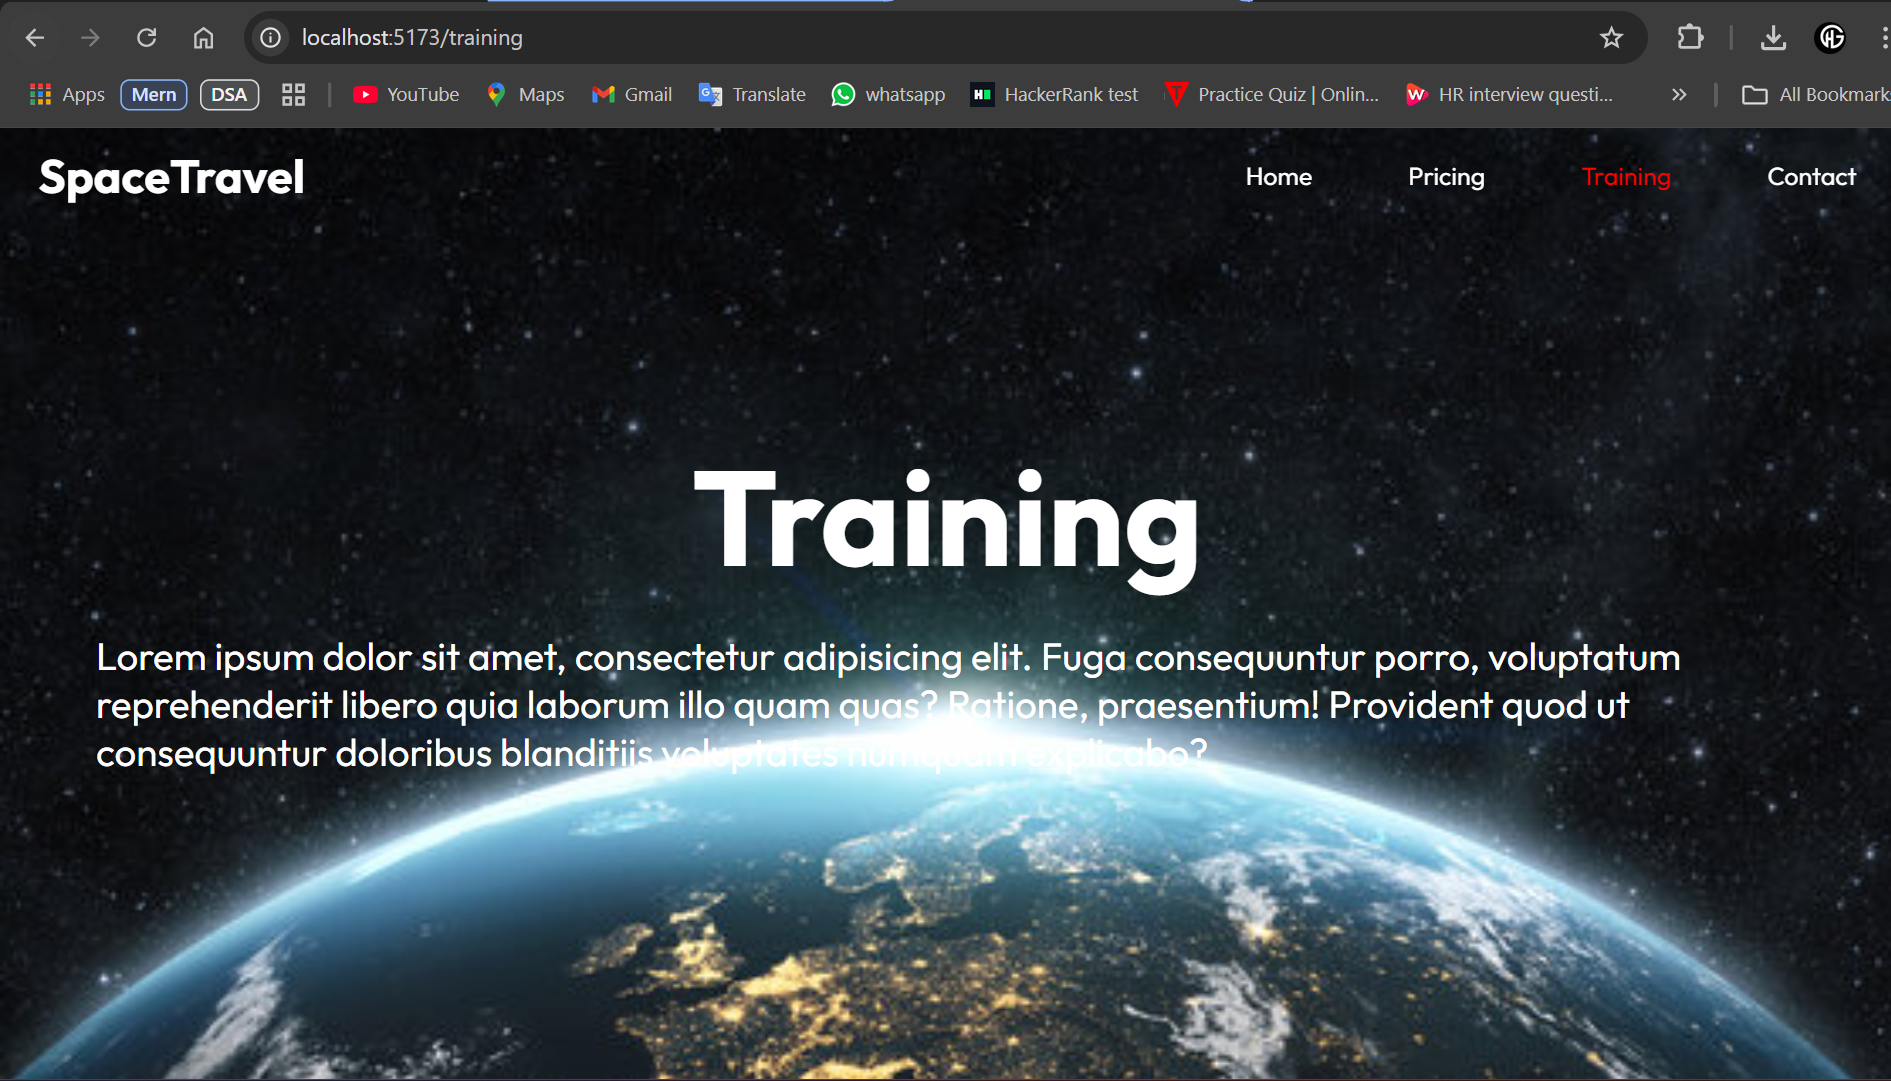 localhost:5173/training
Apps Mern DSA YouTube Maps Gmail Translate whatsapp HackerRank test Practice Quiz | Onlin... HR interview questi... All Bookmarks
SpaceTravel Home Pricing Training Contact
Training
Lorem ipsum dolor sit amet, consectetur adipisicing elit. Fuga consequuntur porro, voluptatum
reprehenderit libero quia laborum illo quam quas? Ratione, praesentium! Provident quod ut
consequuntur doloribus blanditiis voluptates numquam explicabo?